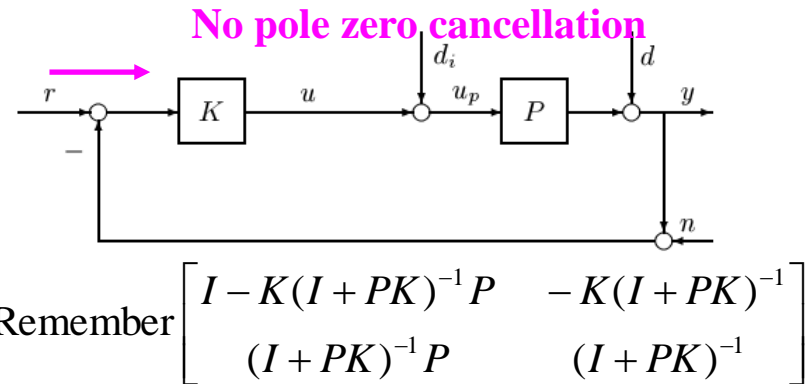 No pole zero cancellation
d_i d
r K u u_p P y
−
n
Remember [ I − K(I + PK)^{−1} P   − K(I + PK)^{−1}
(I + PK)^{−1} P   (I + PK)^{−1} ]